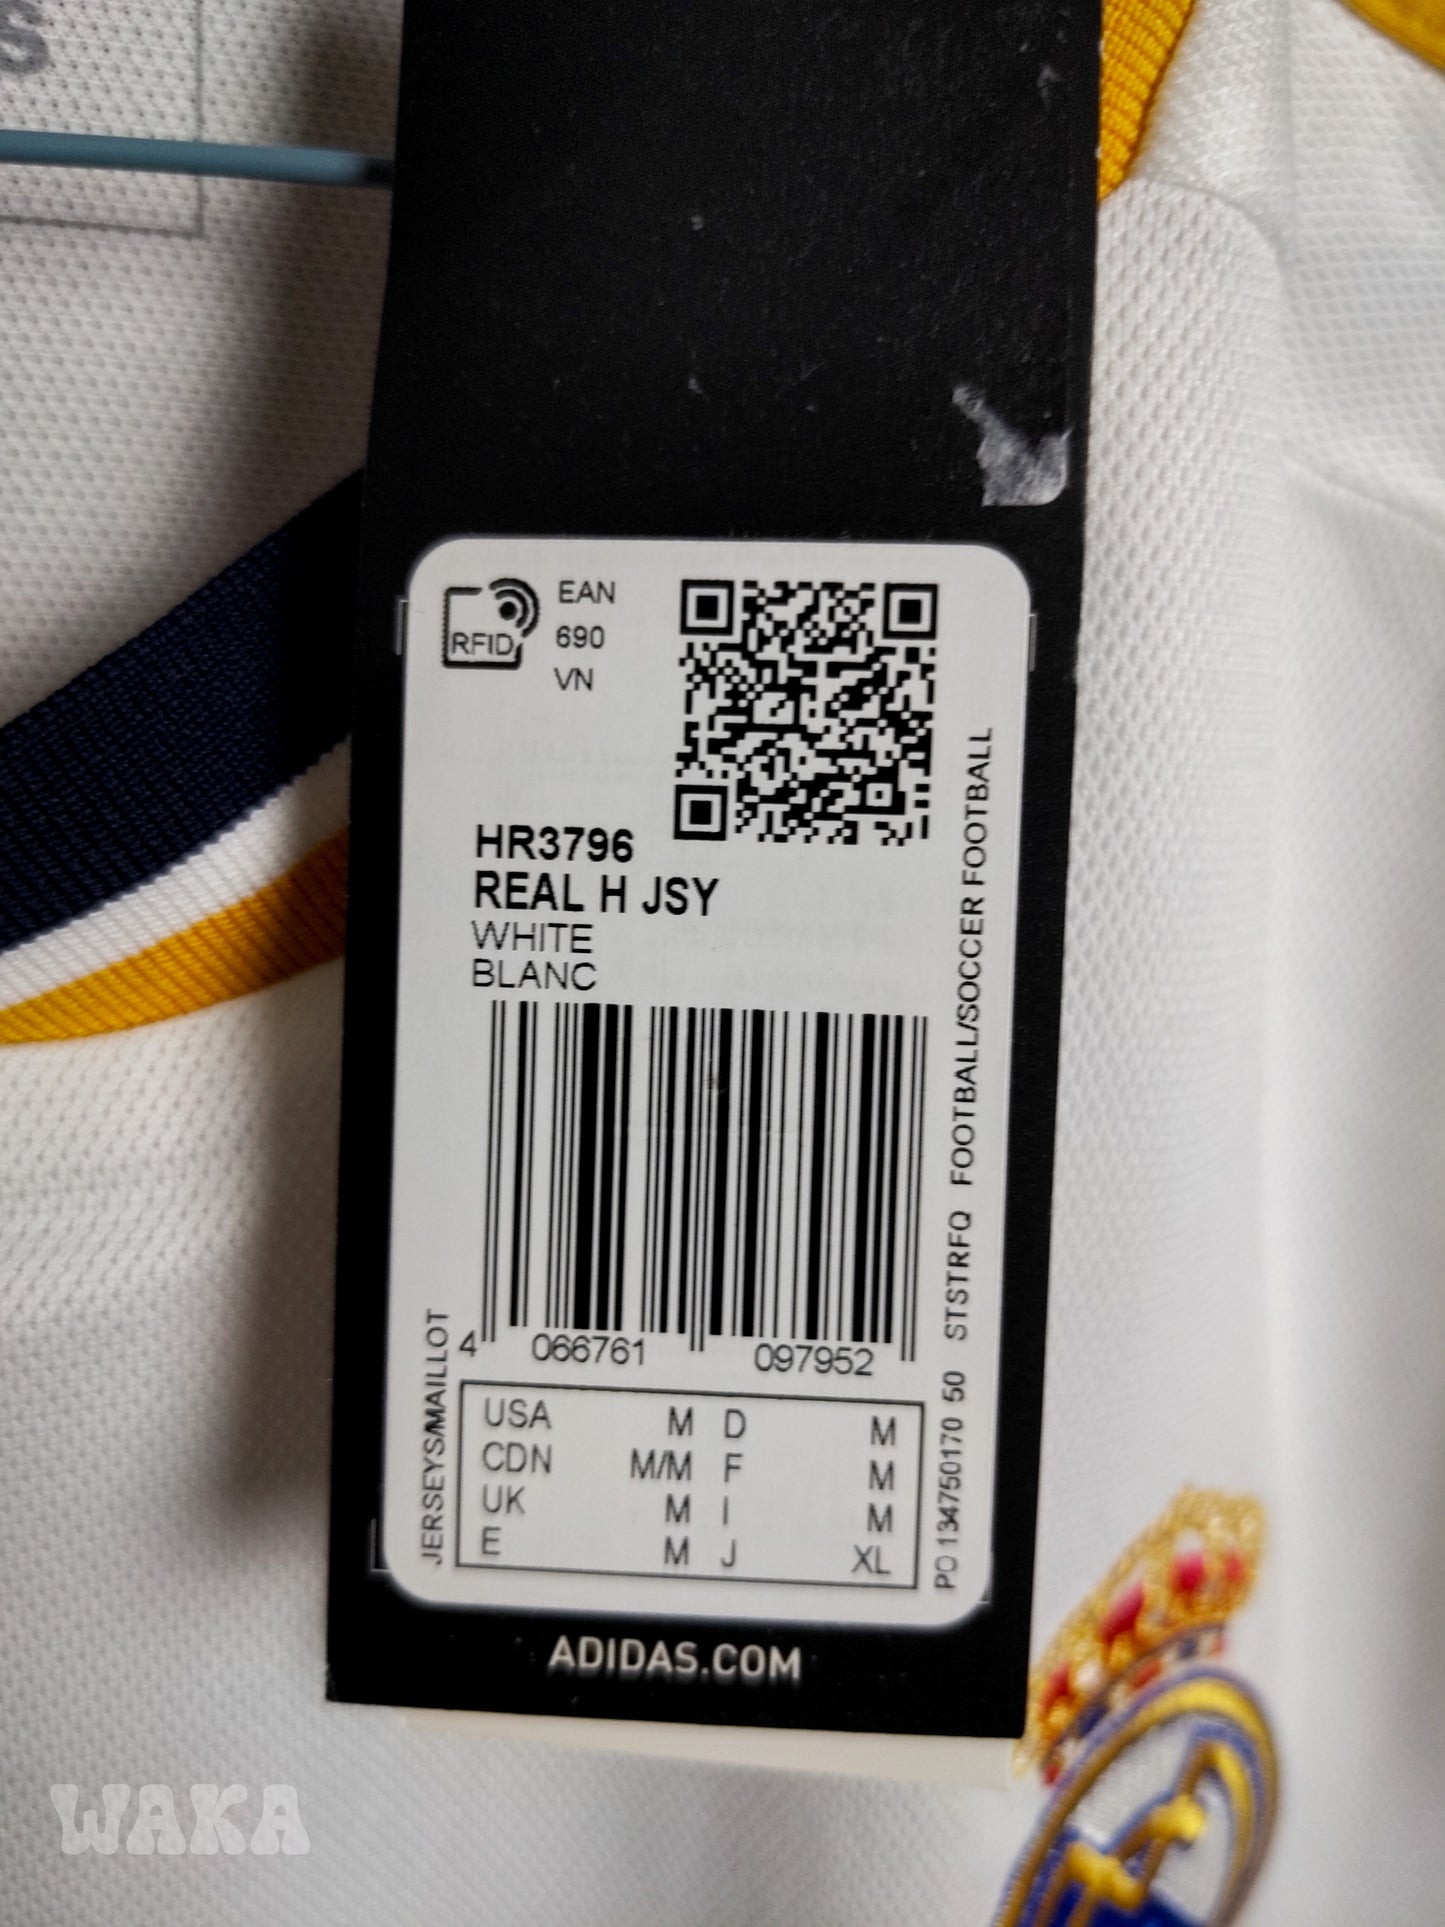 S
RFID
EAN
690
VN
HR3796
REAL H JSY
WHITE
BLANC
4 066761 097952
JERSEYS/MAILLOT
USA M D M
CDN M/M F M
UK M I M
E M J XL
PO 134750170 50 STSTRFQ FOOTBALL/SOCCER FOOTBALL
ADIDAS.COM
WAKA